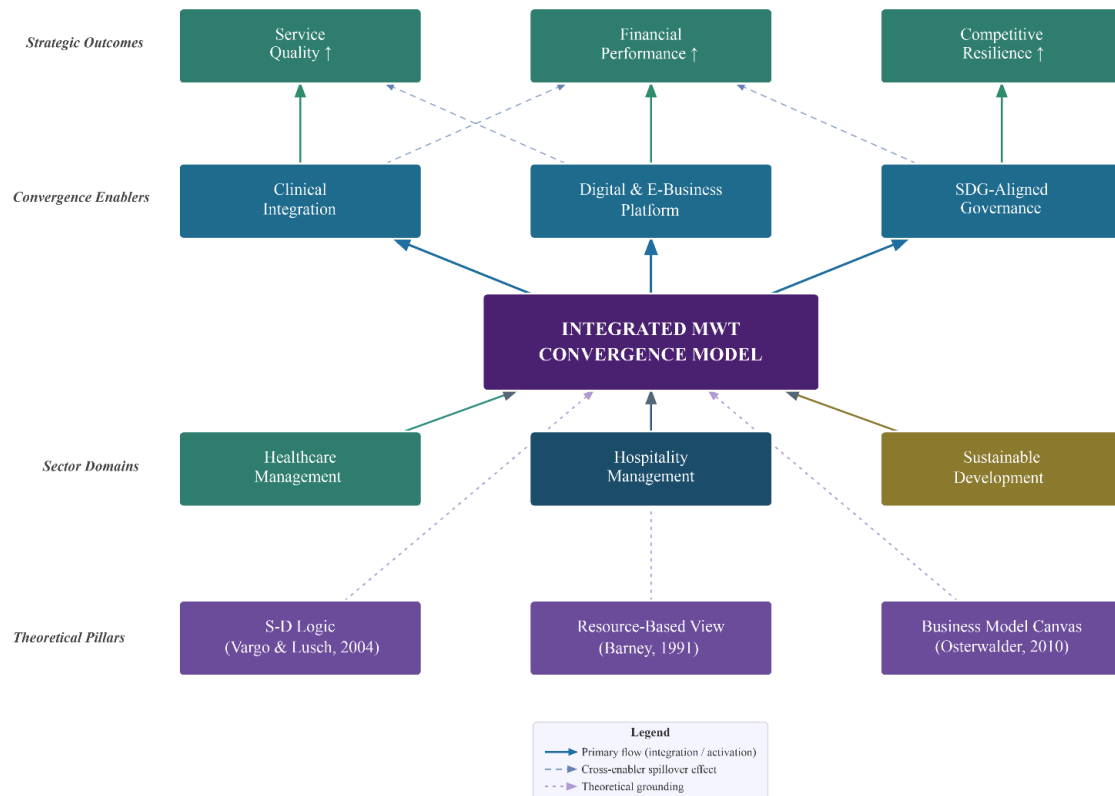 Strategic Outcomes
Service
Quality ↑
Financial
Performance ↑
Competitive
Resilience ↑
Convergence Enablers
Clinical
Integration
Digital & E-Business
Platform
SDG-Aligned
Governance
INTEGRATED MWT
CONVERGENCE MODEL
Sector Domains
Healthcare
Management
Hospitality
Management
Sustainable
Development
Theoretical Pillars
S-D Logic
(Vargo & Lusch, 2004)
Resource-Based View
(Barney, 1991)
Business Model Canvas
(Osterwalder, 2010)
Legend
Primary flow (integration / activation)
Cross-enabler spillover effect
Theoretical grounding